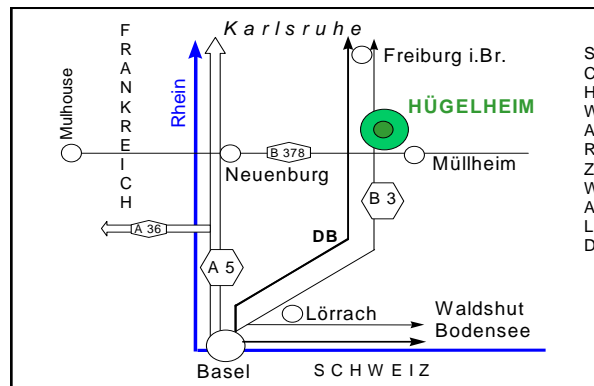 Karlsruhe
FRANKREICH
Freiburg i.Br.
SCHWARZWALD
HÜGELHEIM
Mulhouse
Rhein
B 378
Neuenburg
Müllheim
B 3
A 36
DB
A 5
Lörrach
Waldshut
Bodensee
Basel
SCHWEIZ